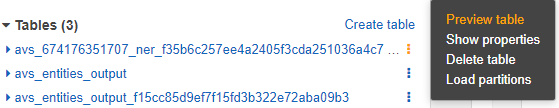 Tables (3)
Create table
avs_674176351707_ner_f35b6c257ee4a2405f3cda251036a4c7 ...
avs_entities_output
avs_entities_output_f15cc85d9ef7f15fd3b322e72aba09b3
Preview table
Show properties
Delete table
Load partitions